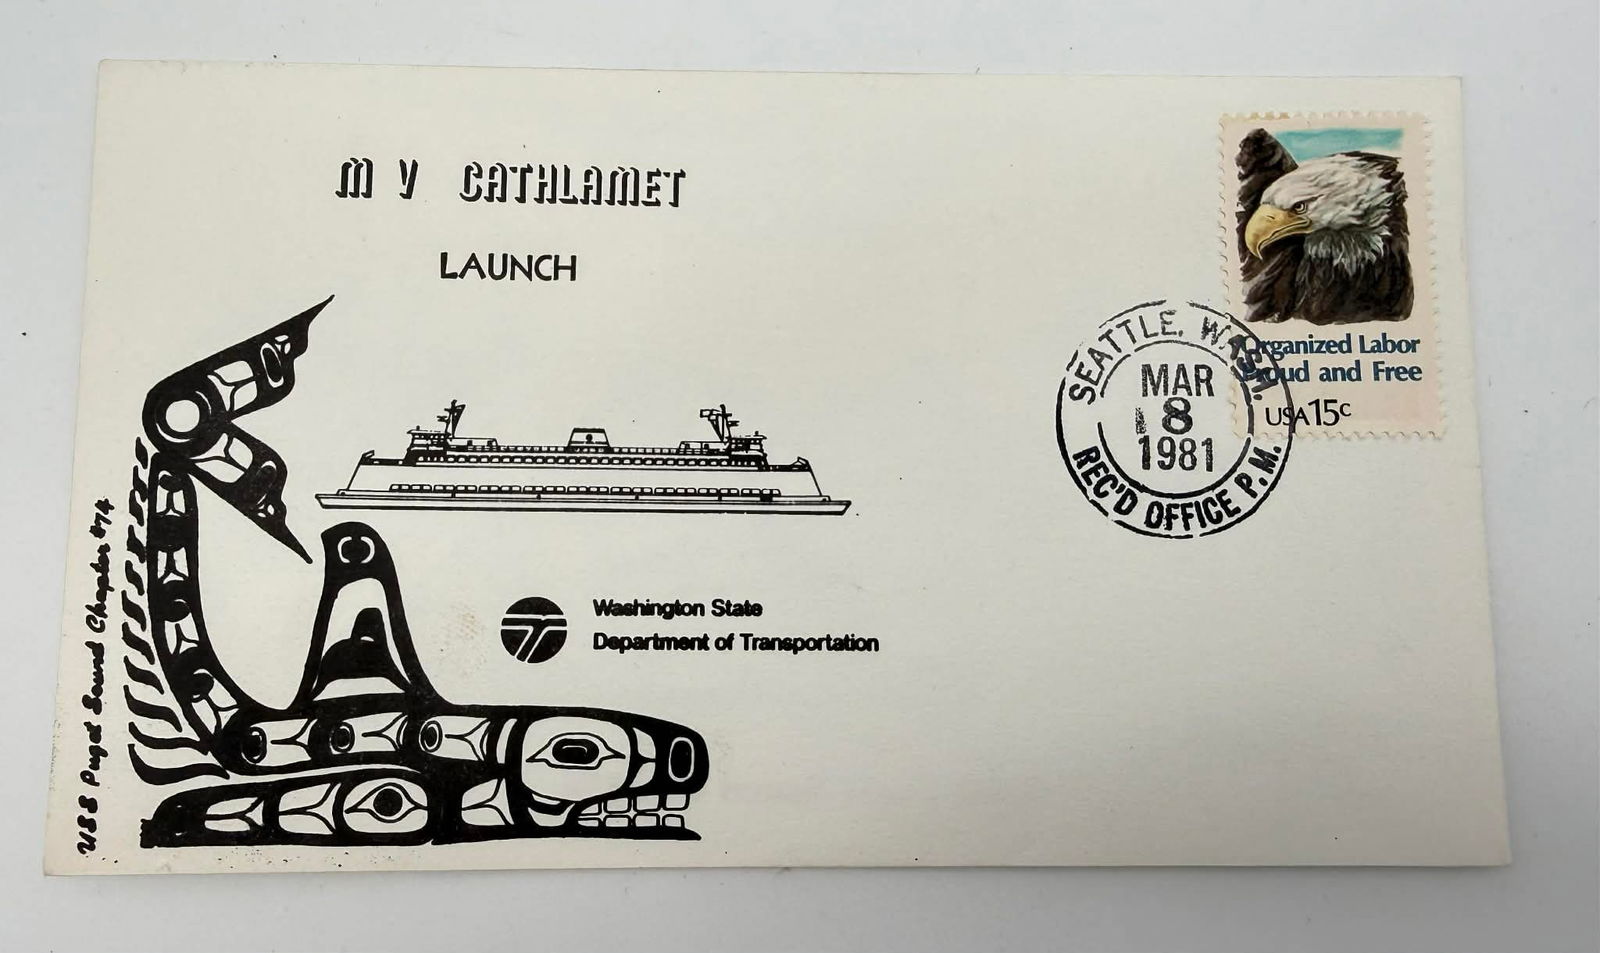 M V CATHLAMET
LAUNCH
Organized Labor
Proud and Free
USA 15c
SEATTLE, WASH.
MAR
8
1981
REC'D OFFICE P.M.
Washington State
Department of Transportation
USS Puget Sound Chapter #74